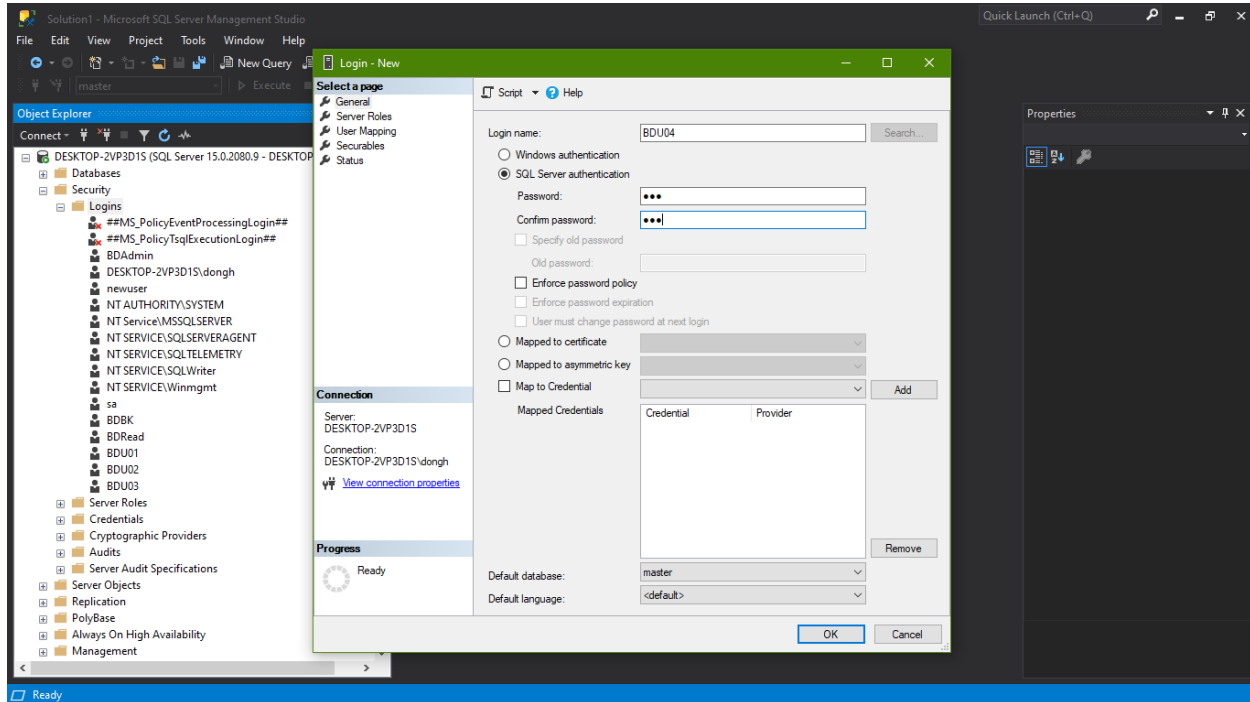 Solution1 - Microsoft SQL Server Management Studio
Quick Launch (Ctrl+Q)
File Edit View Project Tools Window Help
New Query
master
Execute
Object Explorer
Connect
DESKTOP-2VP3D1S (SQL Server 15.0.2080.9 - DESKTOP
Databases
Security
Logins
##MS_PolicyEventProcessingLogin##
##MS_PolicyTsqlExecutionLogin##
BDAdmin
DESKTOP-2VP3D1S\dongh
newuser
NT AUTHORITY\SYSTEM
NT Service\MSSQLSERVER
NT SERVICE\SQLSERVERAGENT
NT SERVICE\SQLTELEMETRY
NT SERVICE\SQLWriter
NT SERVICE\Winmgmt
sa
BDBK
BDRead
BDU01
BDU02
BDU03
Server Roles
Credentials
Cryptographic Providers
Audits
Server Audit Specifications
Server Objects
Replication
PolyBase
Always On High Availability
Management
Login - New
Select a page
General
Server Roles
User Mapping
Securables
Status
Connection
Server:
DESKTOP-2VP3D1S
Connection:
DESKTOP-2VP3D1S\dongh
View connection properties
Progress
Ready
Script Help
Login name: BDU04 Search...
Windows authentication
SQL Server authentication
Password: ●●●
Confirm password: ●●●
Specify old password
Old password:
Enforce password policy
Enforce password expiration
User must change password at next login
Mapped to certificate
Mapped to asymmetric key
Map to Credential Add
Mapped Credentials Credential Provider
Remove
Default database: master
Default language: <default>
OK Cancel
Properties
Ready